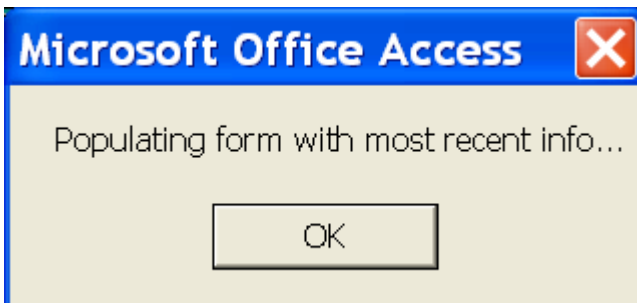 Microsoft Office Access
Populating form with most recent info...
OK